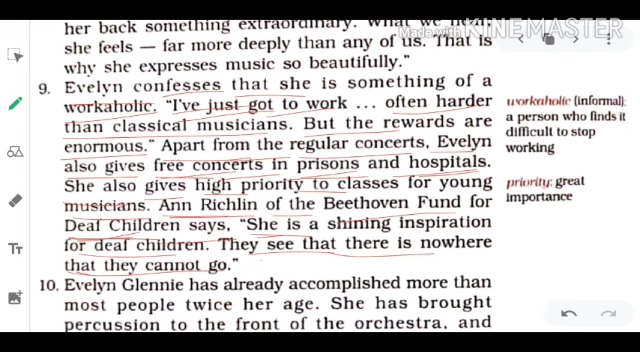 her back something extraordinary. What we hear,
she feels — far more deeply than any of us. That is
why she expresses music so beautifully."
Made with KINEMASTER
9. Evelyn confesses that she is something of a
workaholic. "I've just got to work ... often harder
than classical musicians. But the rewards are
enormous." Apart from the regular concerts, Evelyn
also gives free concerts in prisons and hospitals.
She also gives high priority to classes for young
musicians. Ann Richlin of the Beethoven Fund for
Deaf Children says, "She is a shining inspiration
for deaf children. They see that there is nowhere
that they cannot go."
10. Evelyn Glennie has already accomplished more than
most people twice her age. She has brought
percussion to the front of the orchestra, and
workaholic (informal):
a person who finds it
difficult to stop
working
priority: great
importance
Tт